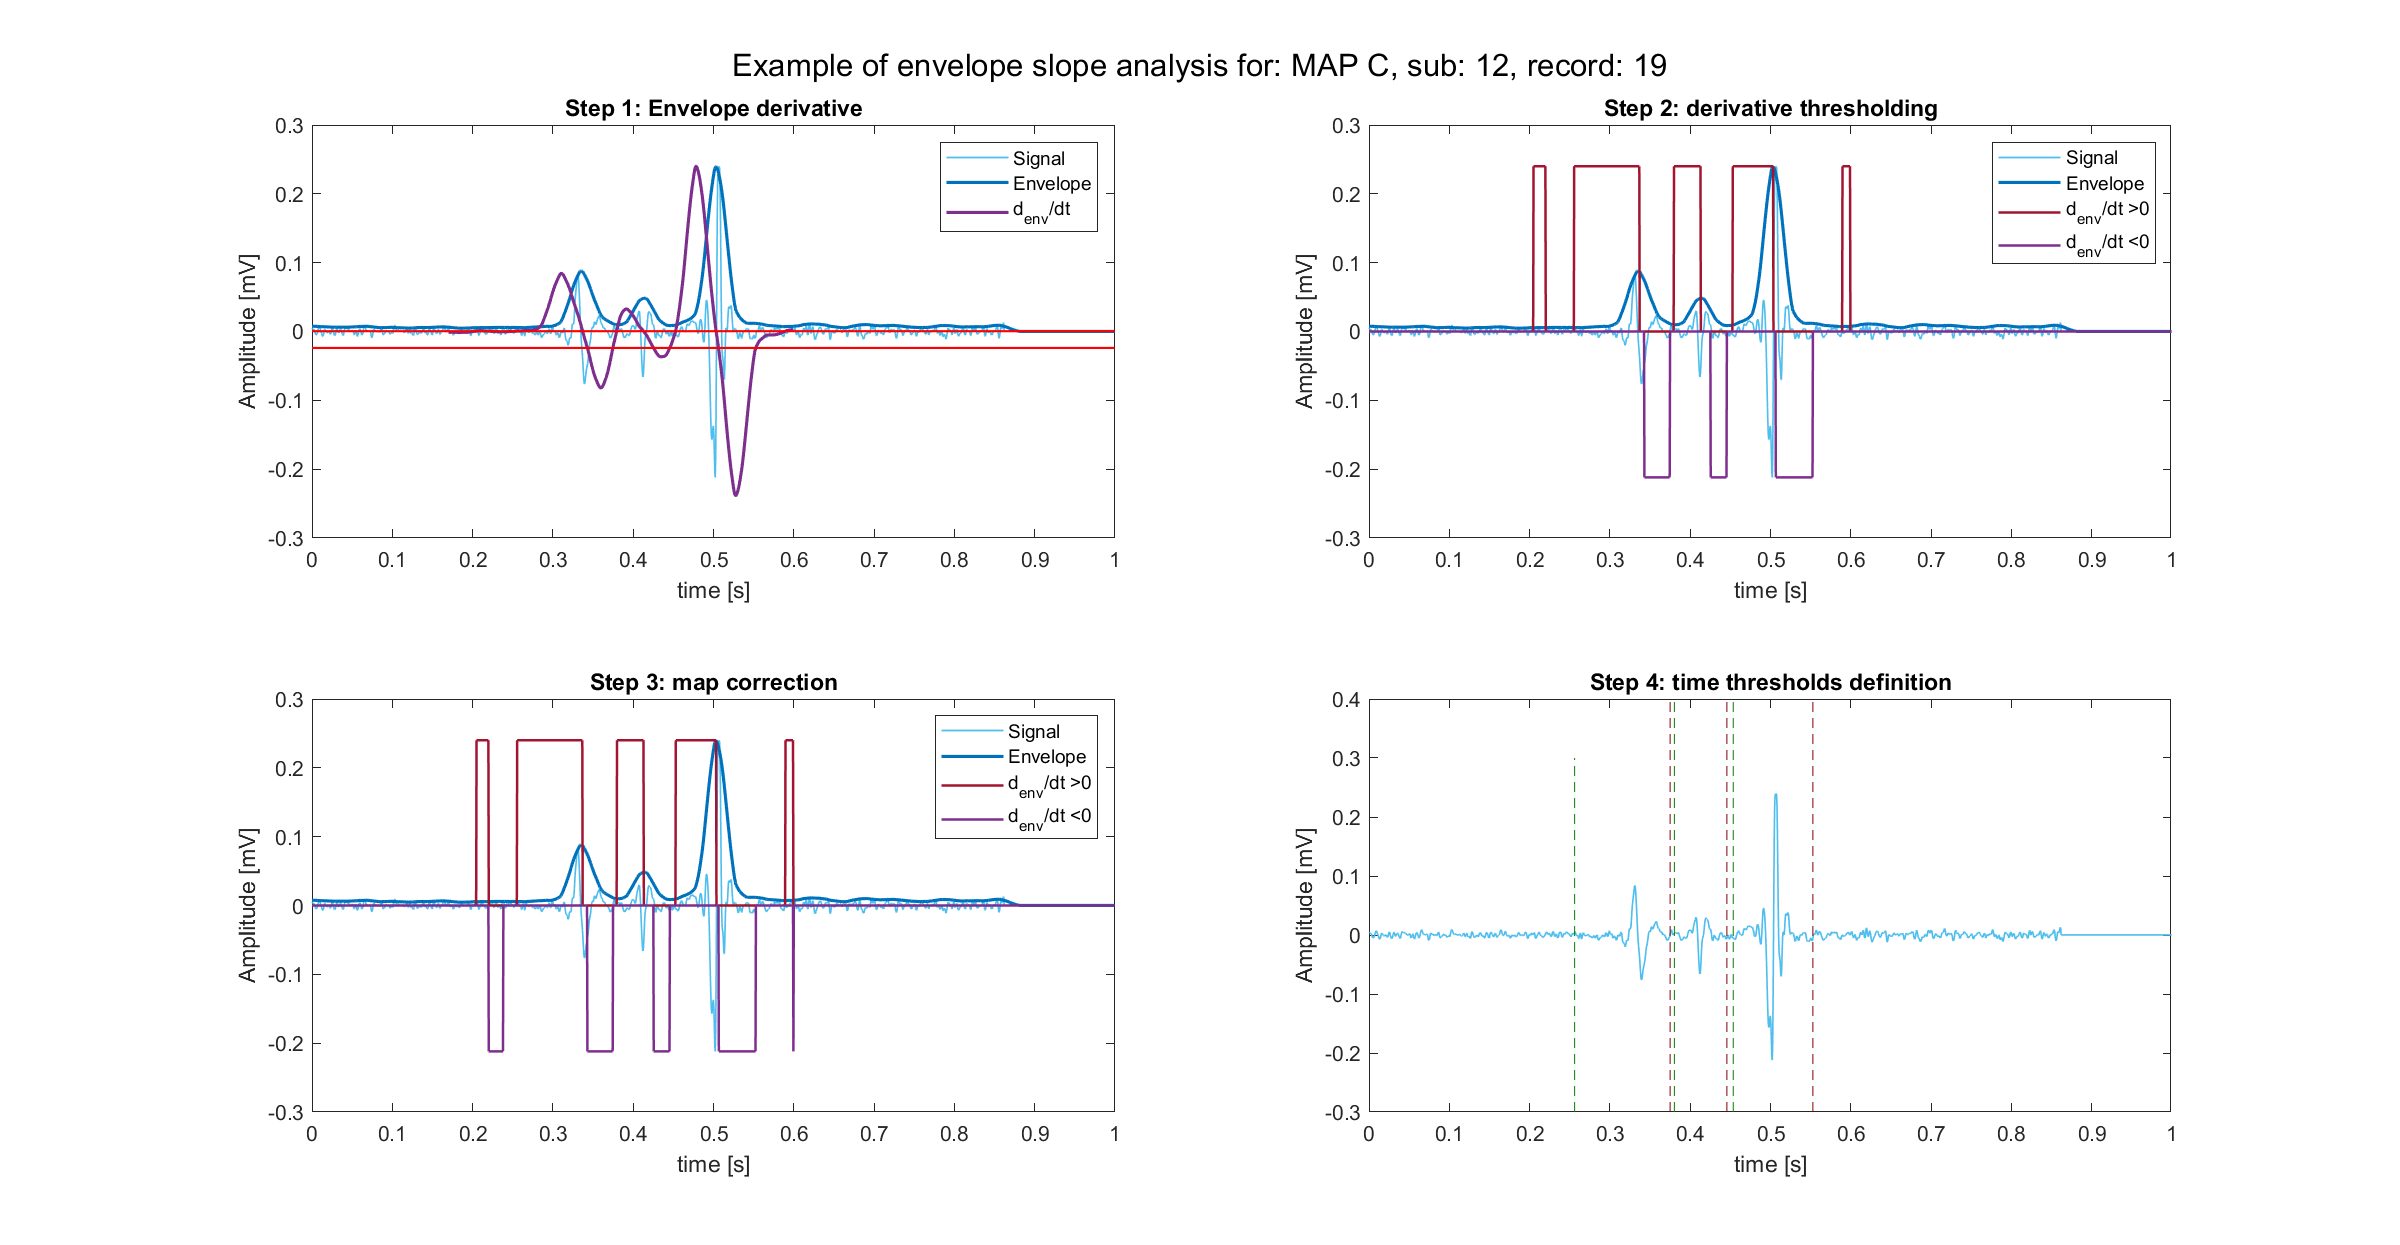 Example of envelope slope analysis for: MAP C, sub: 12, record: 19
Step 1: Envelope derivative
0.3
0.2
0.1
0
-0.1
-0.2
-0.3
Amplitude [mV]
0 0.1 0.2 0.3 0.4 0.5 0.6 0.7 0.8 0.9 1
time [s]
Signal
Envelope
d_env/dt
Step 2: derivative thresholding
0.3
0.2
0.1
0
-0.1
-0.2
-0.3
Amplitude [mV]
0 0.1 0.2 0.3 0.4 0.5 0.6 0.7 0.8 0.9 1
time [s]
Signal
Envelope
d_env/dt >0
d_env/dt <0
Step 3: map correction
0.3
0.2
0.1
0
-0.1
-0.2
-0.3
Amplitude [mV]
0 0.1 0.2 0.3 0.4 0.5 0.6 0.7 0.8 0.9 1
time [s]
Signal
Envelope
d_env/dt >0
d_env/dt <0
Step 4: time thresholds definition
0.4
0.3
0.2
0.1
0
-0.1
-0.2
-0.3
Amplitude [mV]
0 0.1 0.2 0.3 0.4 0.5 0.6 0.7 0.8 0.9 1
time [s]